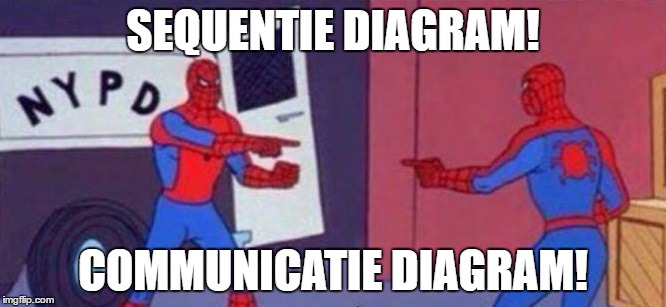 SEQUENTIE DIAGRAM!
NYPD
COMMUNICATIE DIAGRAM!
imgflip.com